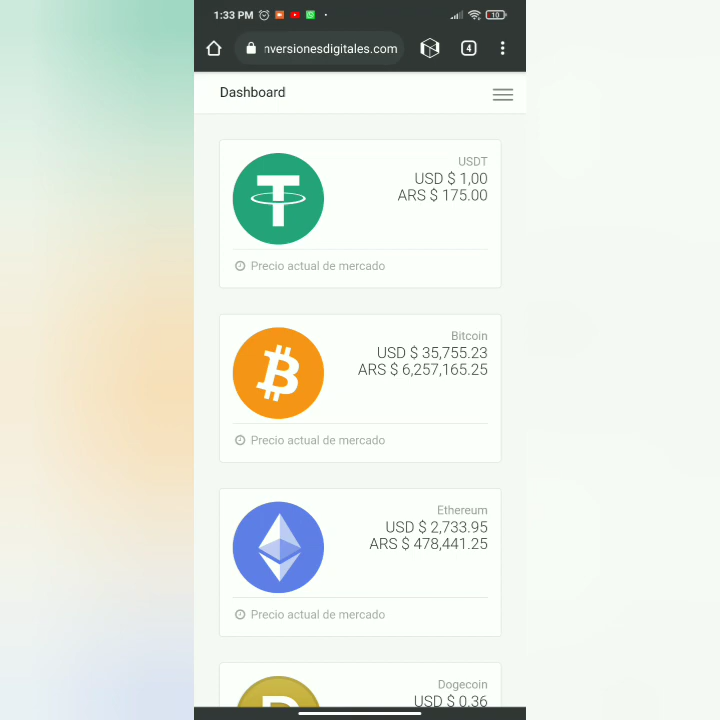 1:33 PM
10
nversionesdigitales.com
4
Dashboard
USDT
USD $ 1,00
ARS $ 175.00
Precio actual de mercado
Bitcoin
USD $ 35,755.23
ARS $ 6,257,165.25
Precio actual de mercado
Ethereum
USD $ 2,733.95
ARS $ 478,441.25
Precio actual de mercado
Dogecoin
USD $ 0.36